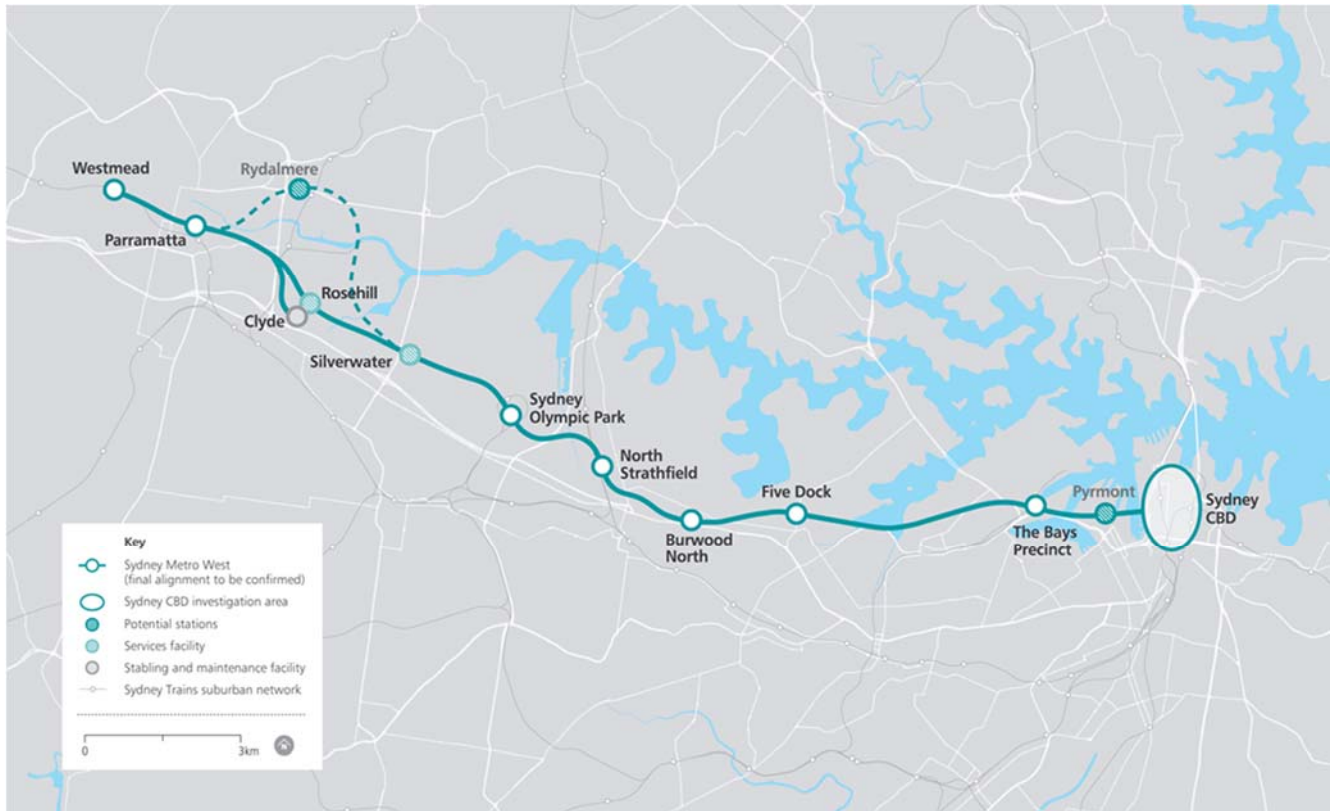 Westmead
Rydalmere
Parramatta
Rosehill
Clyde
Silverwater
Sydney
Olympic Park
North
Strathfield
Five Dock
Burwood
North
Pyrmont
The Bays
Precinct
Sydney
CBD
Key
Sydney Metro West
(final alignment to be confirmed)
Sydney CBD investigation area
Potential stations
Services facility
Stabling and maintenance facility
Sydney Trains suburban network
0 3km